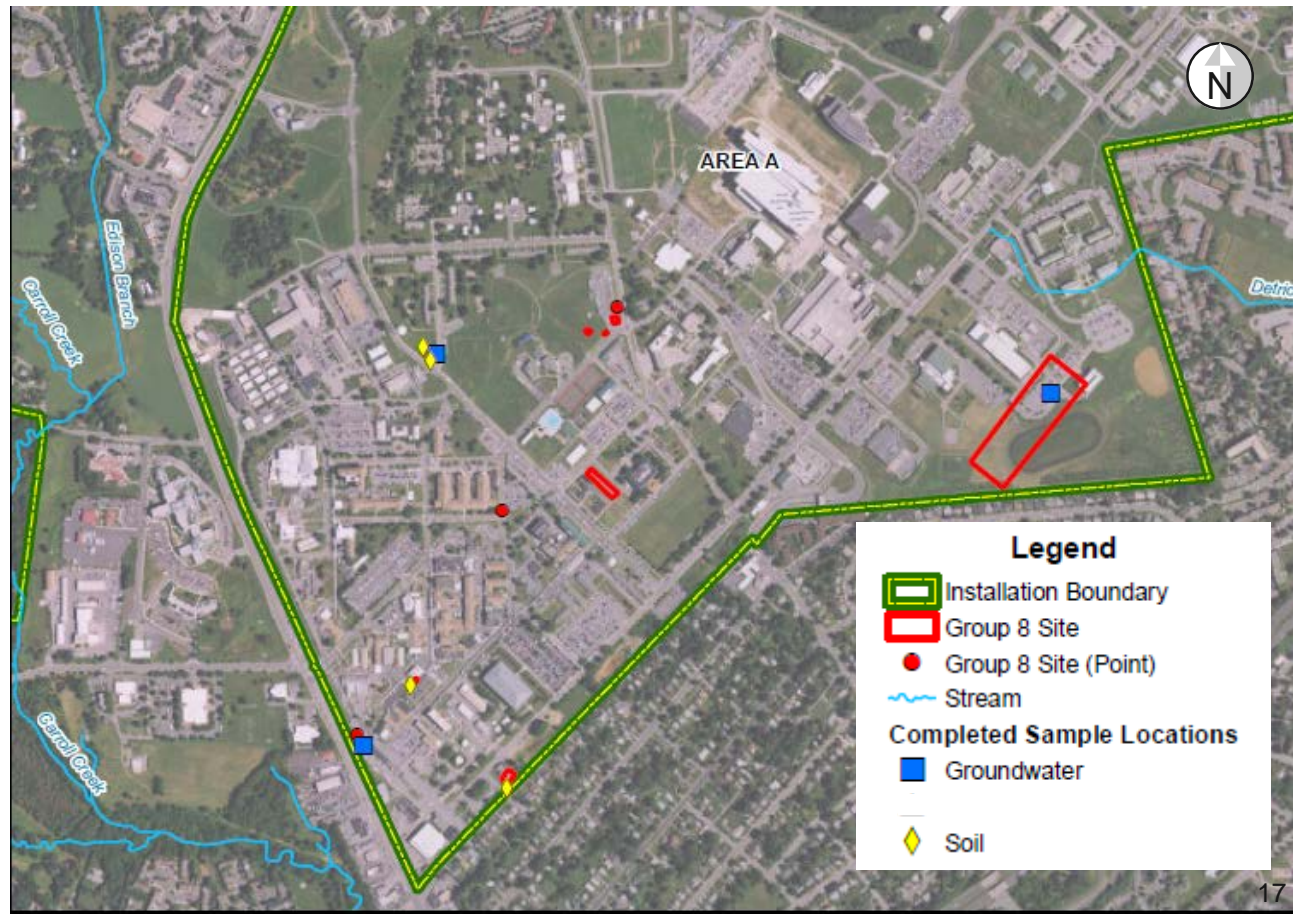 N
AREA A
Edison Branch
Carroll Creek
Detric
Carroll Creek
Legend
Installation Boundary
Group 8 Site
Group 8 Site (Point)
Stream
Completed Sample Locations
Groundwater
Soil
17